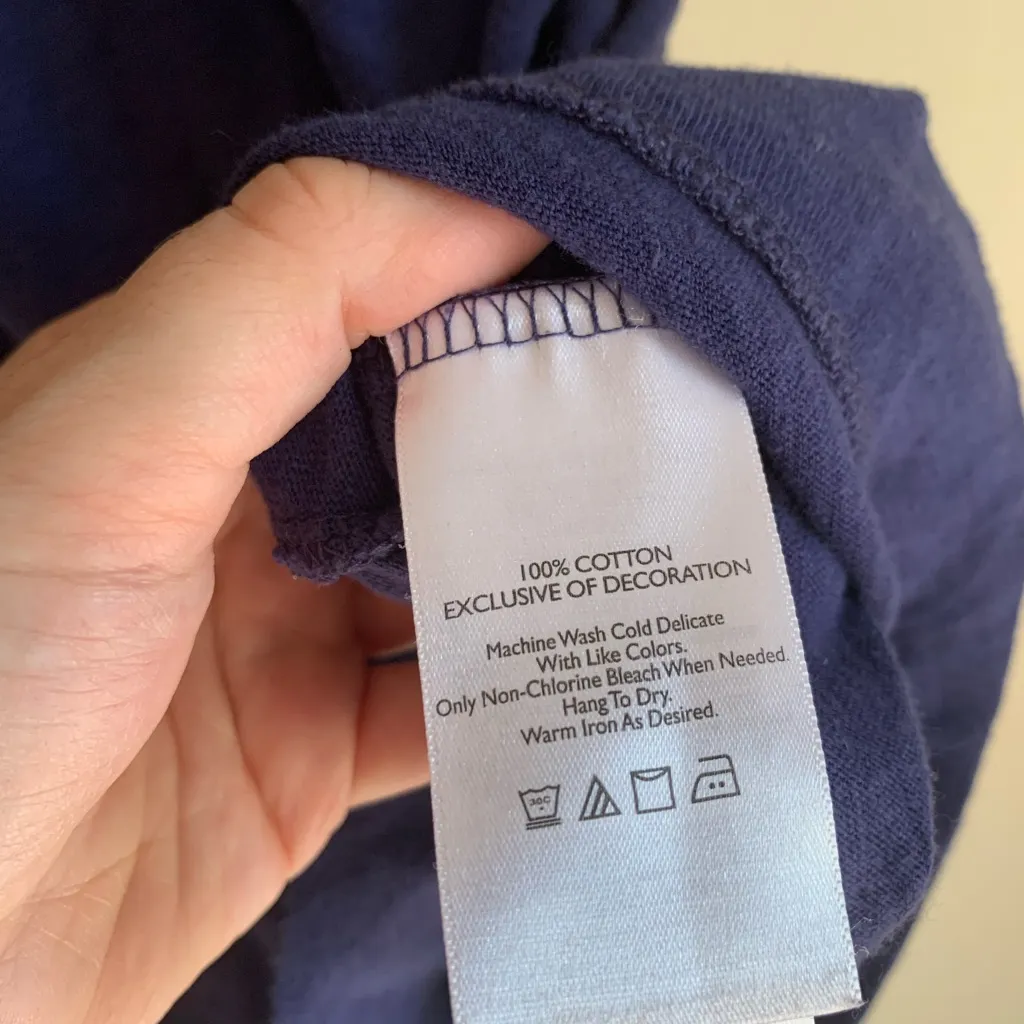 100% COTTON
EXCLUSIVE OF DECORATION
Machine Wash Cold Delicate
With Like Colors.
Only Non-Chlorine Bleach When Needed.
Hang To Dry.
Warm Iron As Desired.
30C